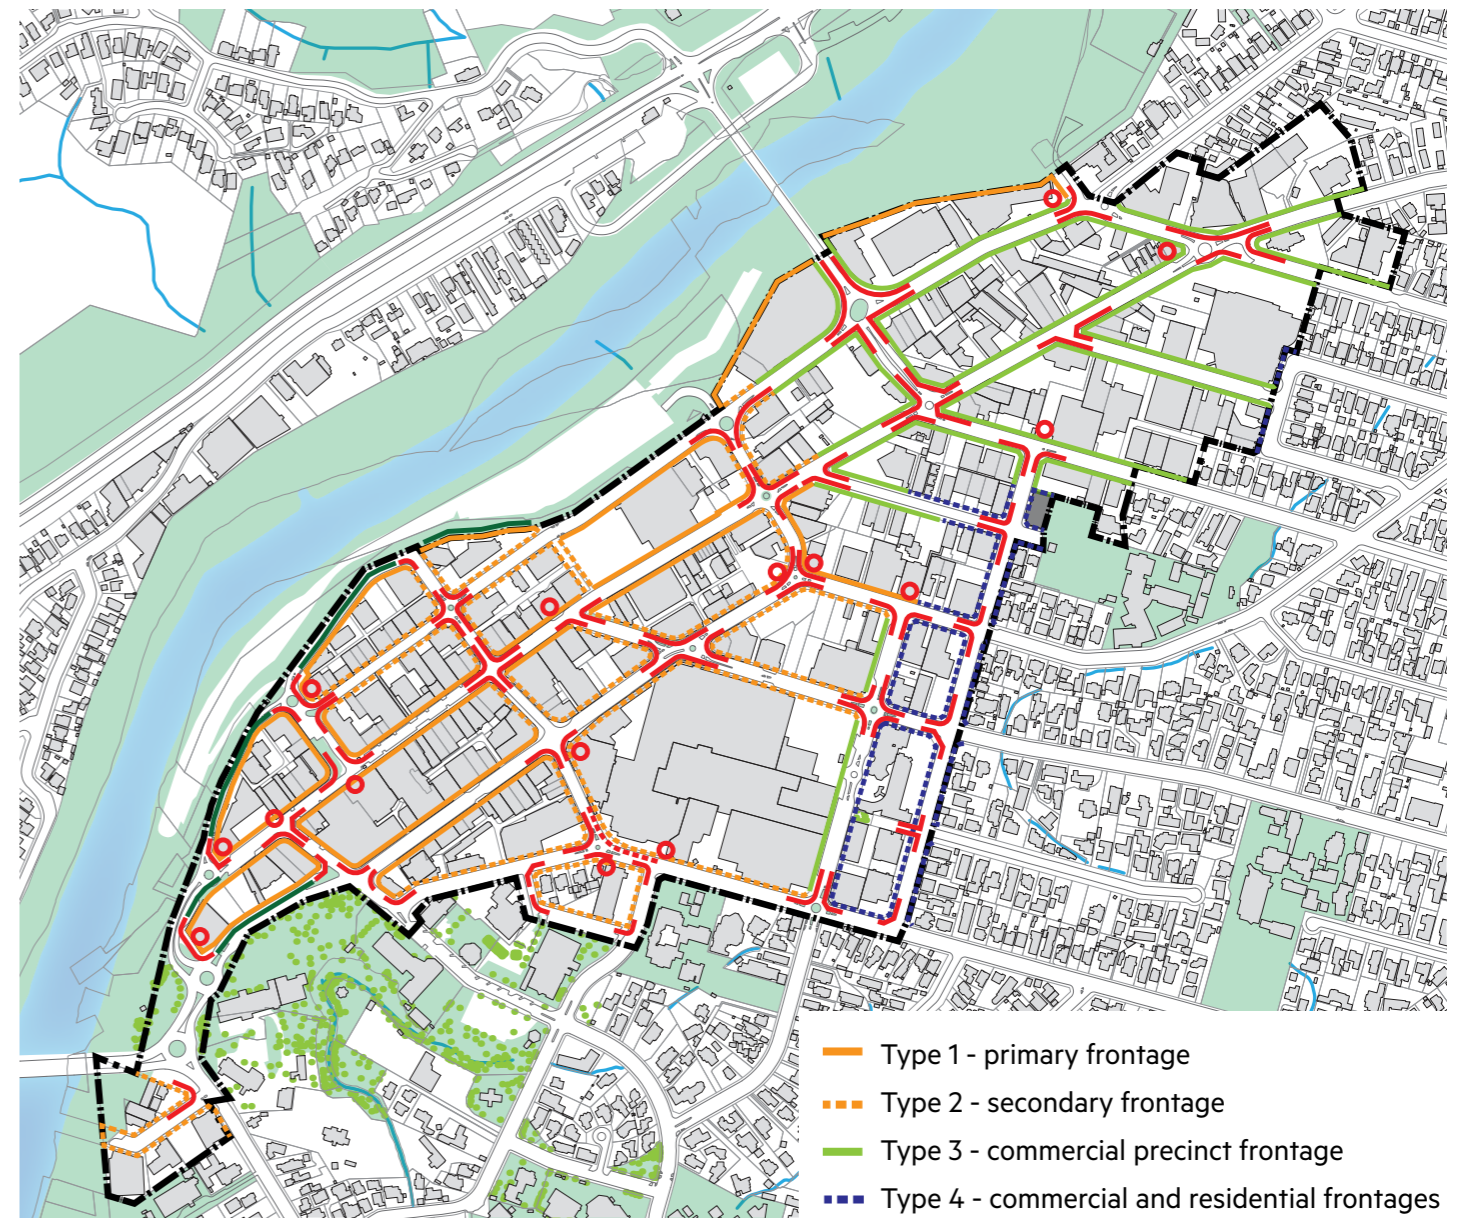 Type 1 - primary frontage
Type 2 - secondary frontage
Type 3 - commercial precinct frontage
Type 4 - commercial and residential frontages